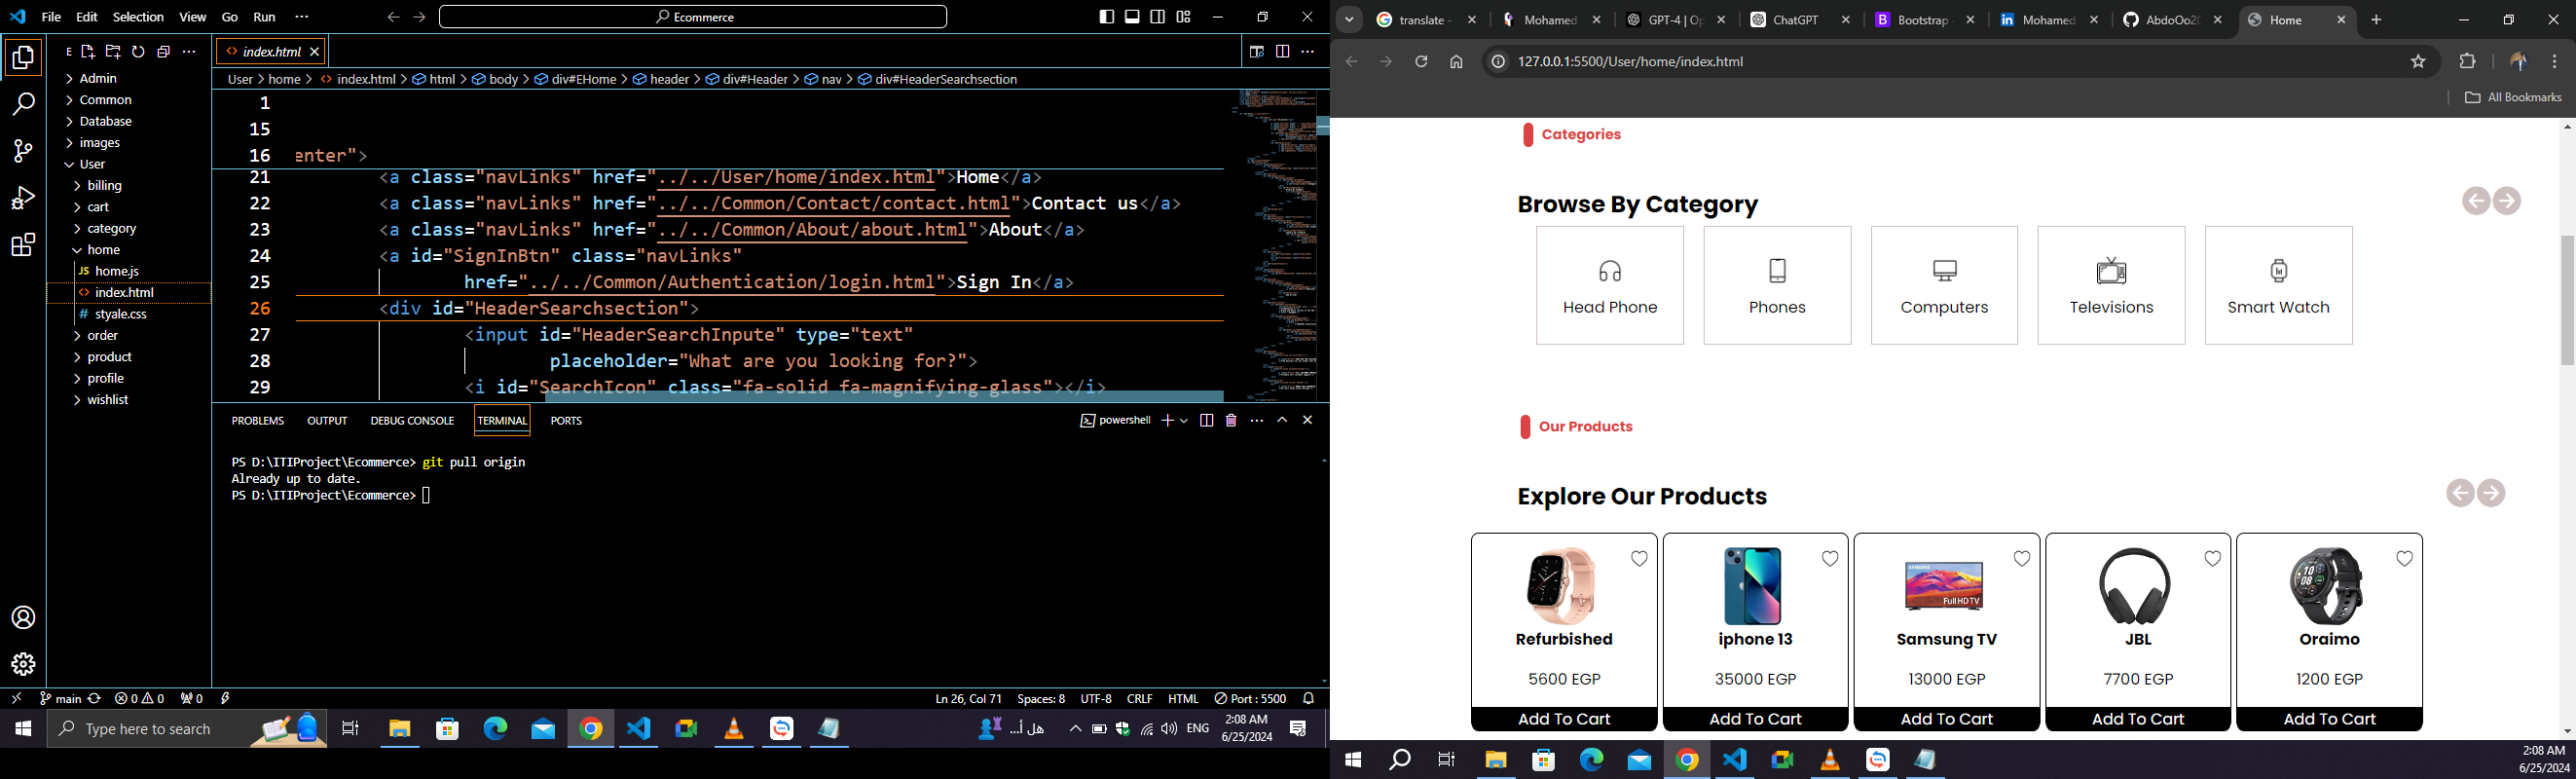 File Edit Selection View Go Run ··· Ecommerce
E
Admin
Common
Database
images
User
billing
cart
category
home
JS home.js
<> index.html
# styale.css
order
product
profile
wishlist
<> index.html
User > home > <> index.html > html > body > div#EHome > header > div#Header > nav > div#HeaderSearchsection
1
15
16 enter">
21 <a class="navLinks" href="../../User/home/index.html">Home</a>
22 <a class="navLinks" href="../../Common/Contact/contact.html">Contact us</a>
23 <a class="navLinks" href="../../Common/About/about.html">About</a>
24 <a id="SignInBtn" class="navLinks"
25 href="../../Common/Authentication/login.html">Sign In</a>
26 <div id="HeaderSearchsection">
27 <input id="HeaderSearchInpute" type="text"
28 placeholder="What are you looking for?">
29 <i id="SearchIcon" class="fa-solid fa-magnifying-glass"></i>
PROBLEMS OUTPUT DEBUG CONSOLE TERMINAL PORTS powershell
PS D:\ITIProject\Ecommerce> git pull origin
Already up to date.
PS D:\ITIProject\Ecommerce>
main 0 0 0 Ln 26, Col 71 Spaces: 8 UTF-8 CRLF HTML Port : 5500
Type here to search هل أ... ENG 2:08 AM
6/25/2024
translate - Mohamed GPT-4 | Op ChatGPT Bootstrap Mohamed AbdoOo20 Home
127.0.0.1:5500/User/home/index.html
All Bookmarks
Categories
Browse By Category
Head Phone Phones Computers Televisions Smart Watch
Our Products
Explore Our Products
SAMSUNG
Full HD TV
Refurbished iphone 13 Samsung TV JBL Oraimo
5600 EGP 35000 EGP 13000 EGP 7700 EGP 1200 EGP
Add To Cart Add To Cart Add To Cart Add To Cart Add To Cart
2:08 AM
6/25/2024